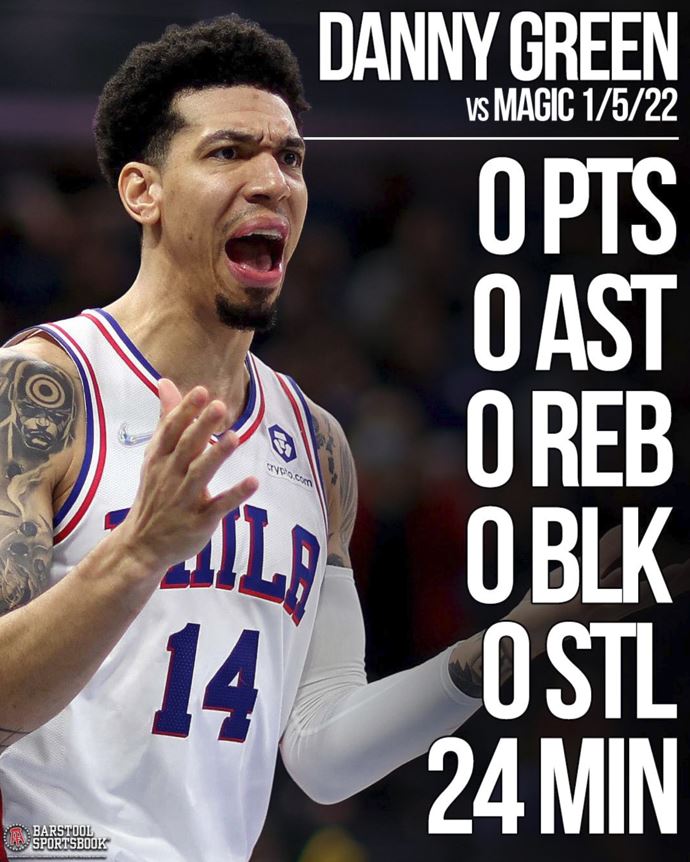 DANNY GREEN
VS MAGIC 1/5/22
0 PTS
0 AST
0 REB
0 BLK
0 STL
24 MIN
crypto.com
PHILA
14
BARSTOOL
SPORTSBOOK